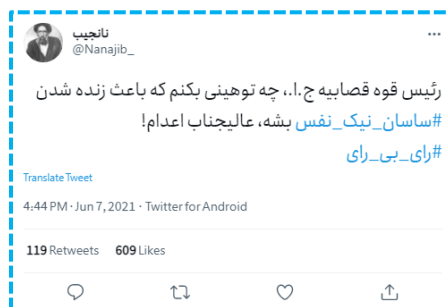 نانجیب
@Nanajib_
رئیس قوه قصابیه ج.ا.، چه توهینی بکنم که باعث زنده شدن
#ساسان_نیک_نفس بشه، عالیجناب اعدام!
#رای_بی_رای
Translate Tweet
4:44 PM · Jun 7, 2021 · Twitter for Android
119 Retweets 609 Likes